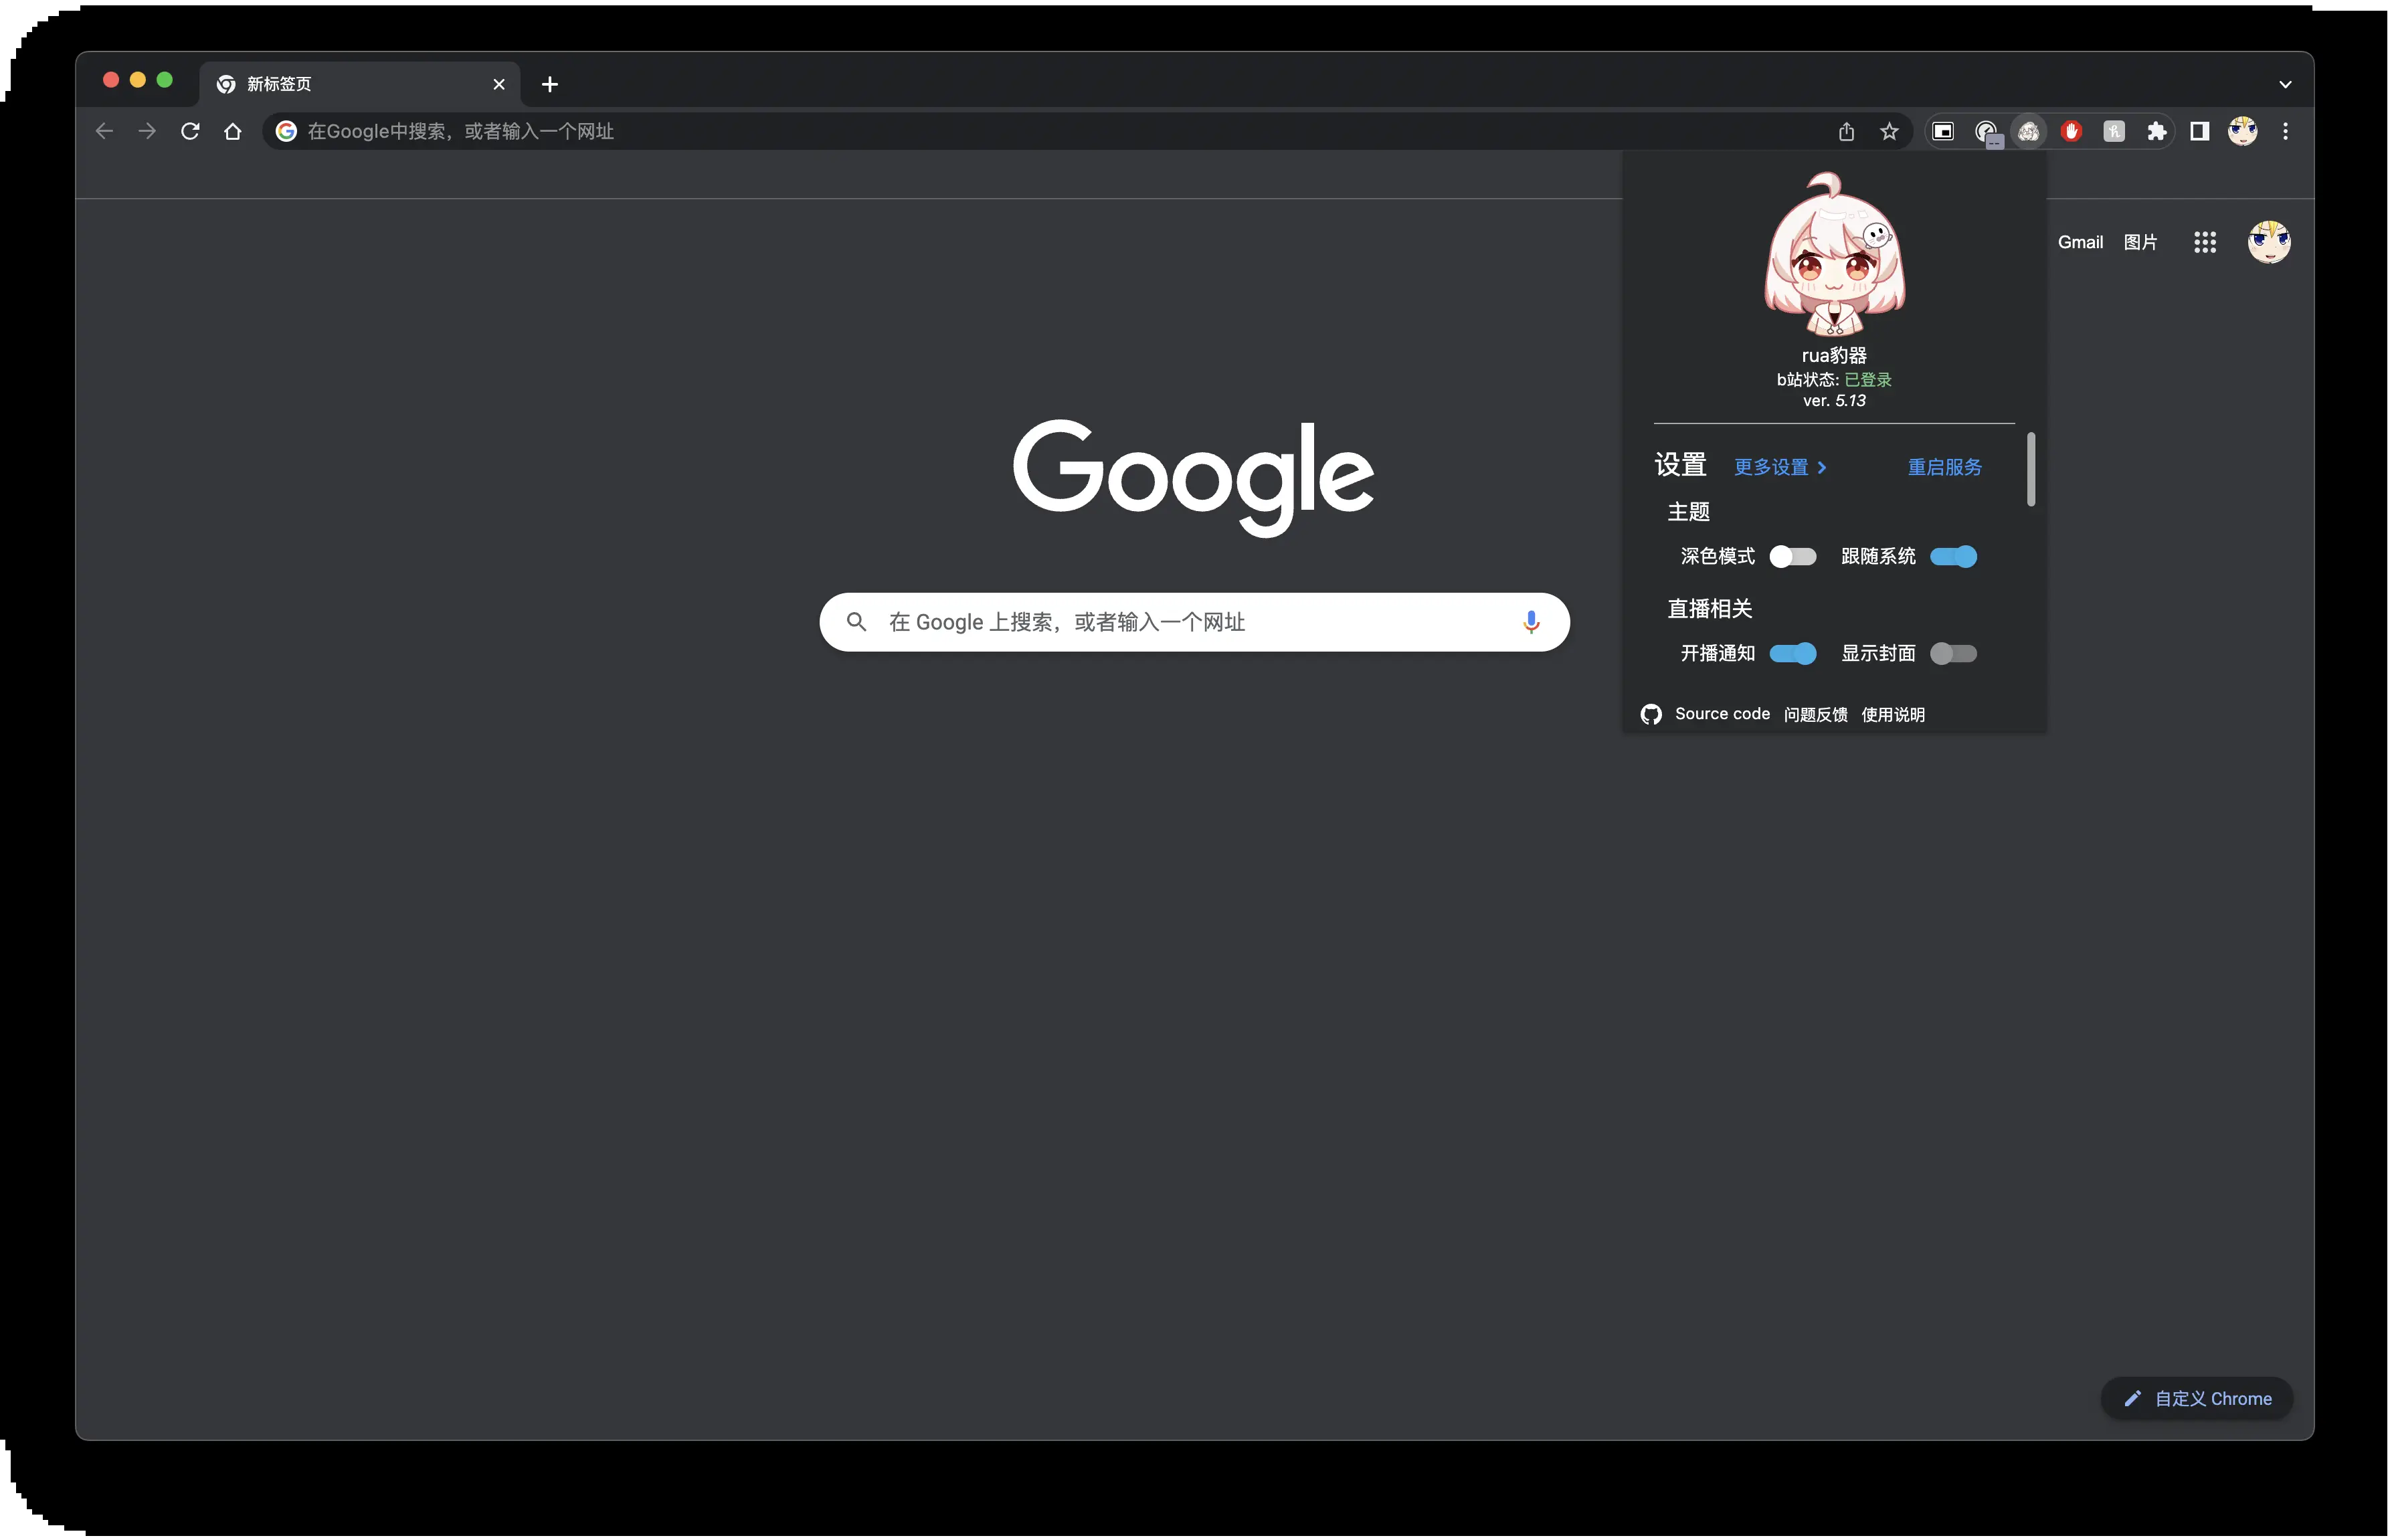 新标签页
在Google中搜索，或者输入一个网址
Gmail 图片
rua豹器
b站状态: 已登录
ver. 5.13
设置 更多设置 重启服务
主题
深色模式 跟随系统
直播相关
开播通知 显示封面
Source code 问题反馈 使用说明
Google
在 Google 上搜索，或者输入一个网址
自定义 Chrome